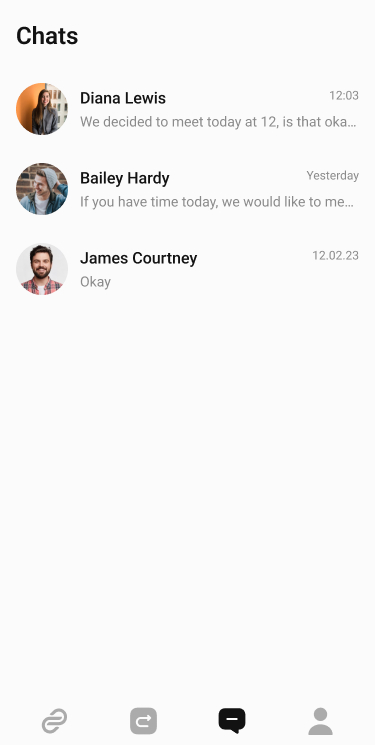 Chats
Diana Lewis
12:03
We decided to meet today at 12, is that oka...
Bailey Hardy
Yesterday
If you have time today, we would like to me...
James Courtney
12.02.23
Okay